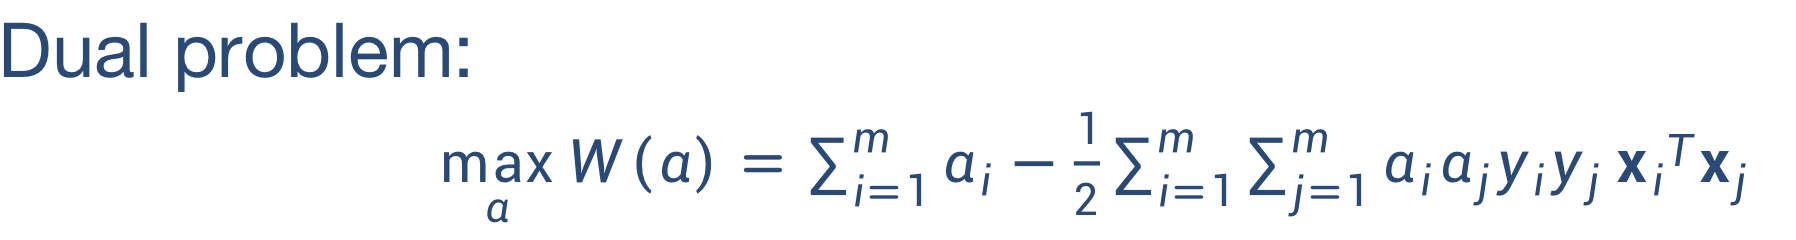 Dual problem:
max_a W(a) = ∑_{i=1}^{m} a_i − 1/2 ∑_{i=1}^{m} ∑_{j=1}^{m} a_i a_j y_i y_j 𝐱_i^T 𝐱_j